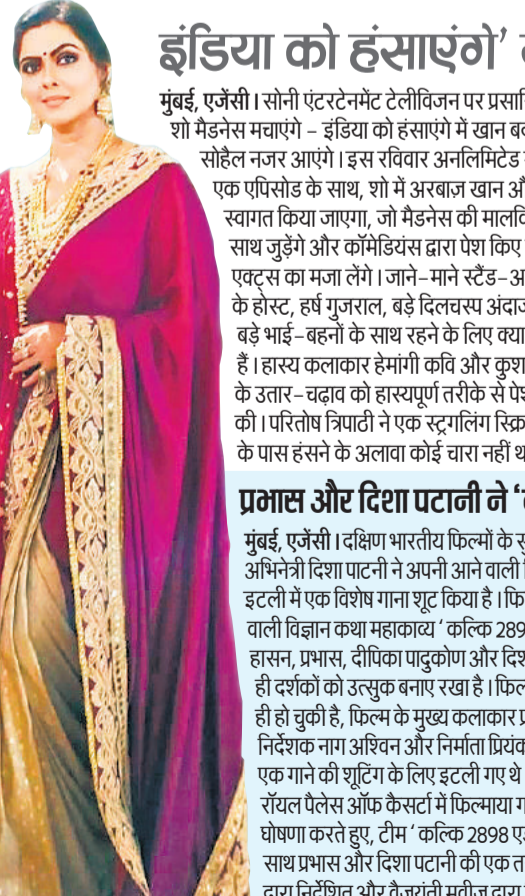 इंडिया को हंसाएंगे’
मुंबई, एजेंसी। सोनी एंटरटेनमेंट टेलीविजन पर
शो मैडनेस मचाएंगे – इंडिया को हंसाएंगे में खान
सोहैल नजर आएंगे। इस रविवार अनलिमिटेड
एक एपिसोड के साथ, शो में अरबाज़ खान
स्वागत किया जाएगा, जो मैडनेस की
साथ जुड़ेंगे और कॉमेडियंस द्वारा पेश किए
एक्ट्स का मजा लेंगे। जाने–माने
के होस्ट, हर्ष गुजराल, बड़े दिलचस्प
बड़े भाई–बहनों के साथ रहने के लिए क्या
हैं। हास्य कलाकार हेमांगी कवि और
के उतार–चढ़ाव को हास्यपूर्ण तरीके से
की। परितोष त्रिपाठी ने एक स्ट्रगलिंग
के पास हंसने के अलावा कोई चारा नहीं
प्रभास और दिशा पटानी ने
मुंबई, एजेंसी। दक्षिण भारतीय फिल्मों के
अभिनेत्री दिशा पाटनी ने अपनी आने वाली
इटली में एक विशेष गाना शूट किया है।
वाली विज्ञान कथा महाकाव्य ‘ कल्कि
हासन, प्रभास, दीपिका पादुकोण और
ही दर्शकों को उत्सुक बनाए रखा है।
ही हो चुकी है, फिल्म के मुख्य कलाकार
निर्देशक नाग अश्विन और निर्माता
एक गाने की शूटिंग के लिए इटली गए थे
रॉयल पैलेस ऑफ कैसर्टा में फिल्माया
घोषणा करते हुए, टीम ‘ कल्कि 2898
साथ प्रभास और दिशा पटानी की एक
द्वारा निर्देशित और वैजयंती